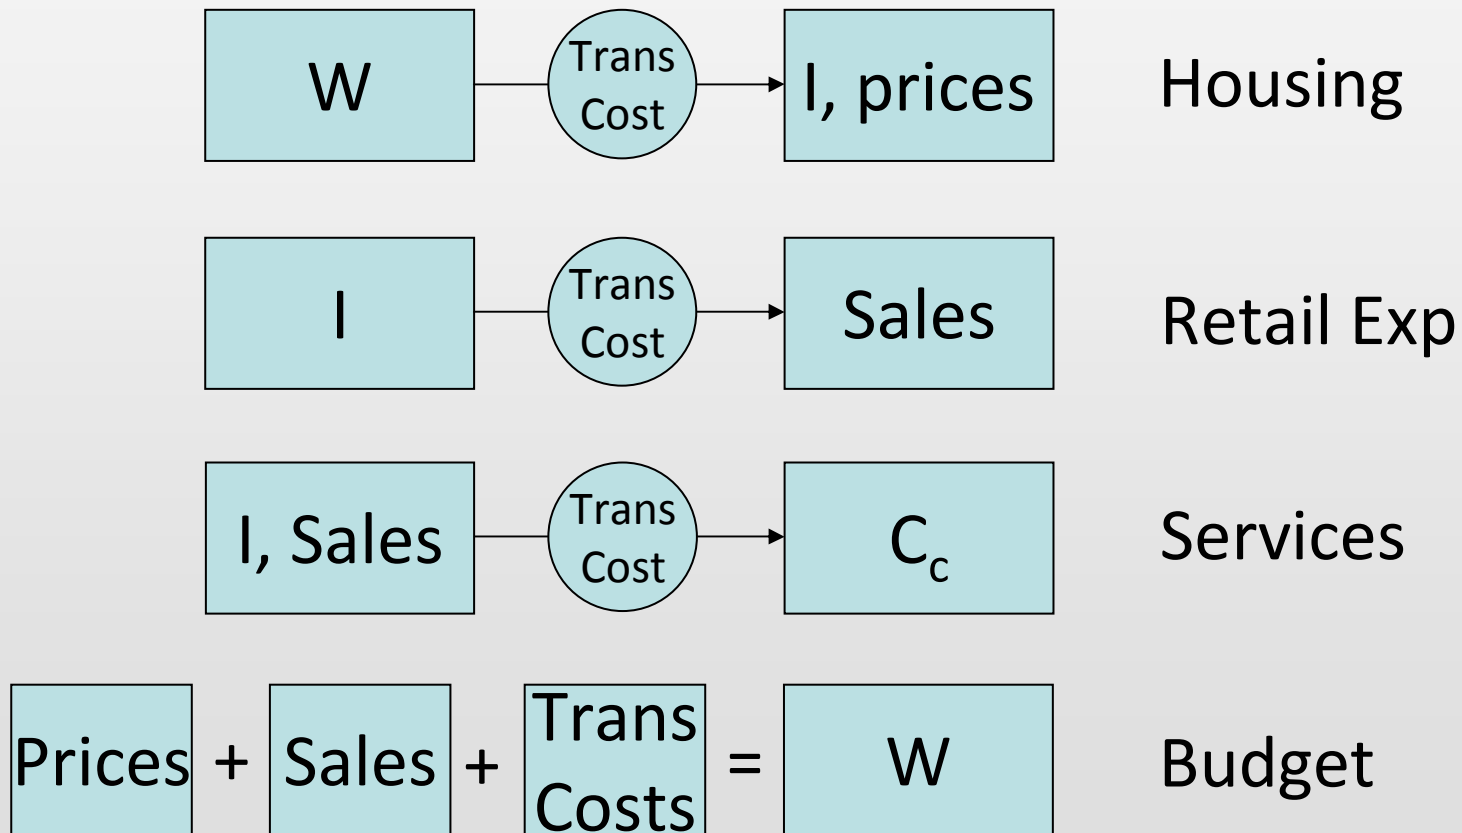 W Trans Cost I, prices Housing
I Trans Cost Sales Retail Exp
I, Sales Trans Cost Cc Services
Prices + Sales + Trans Costs = W Budget